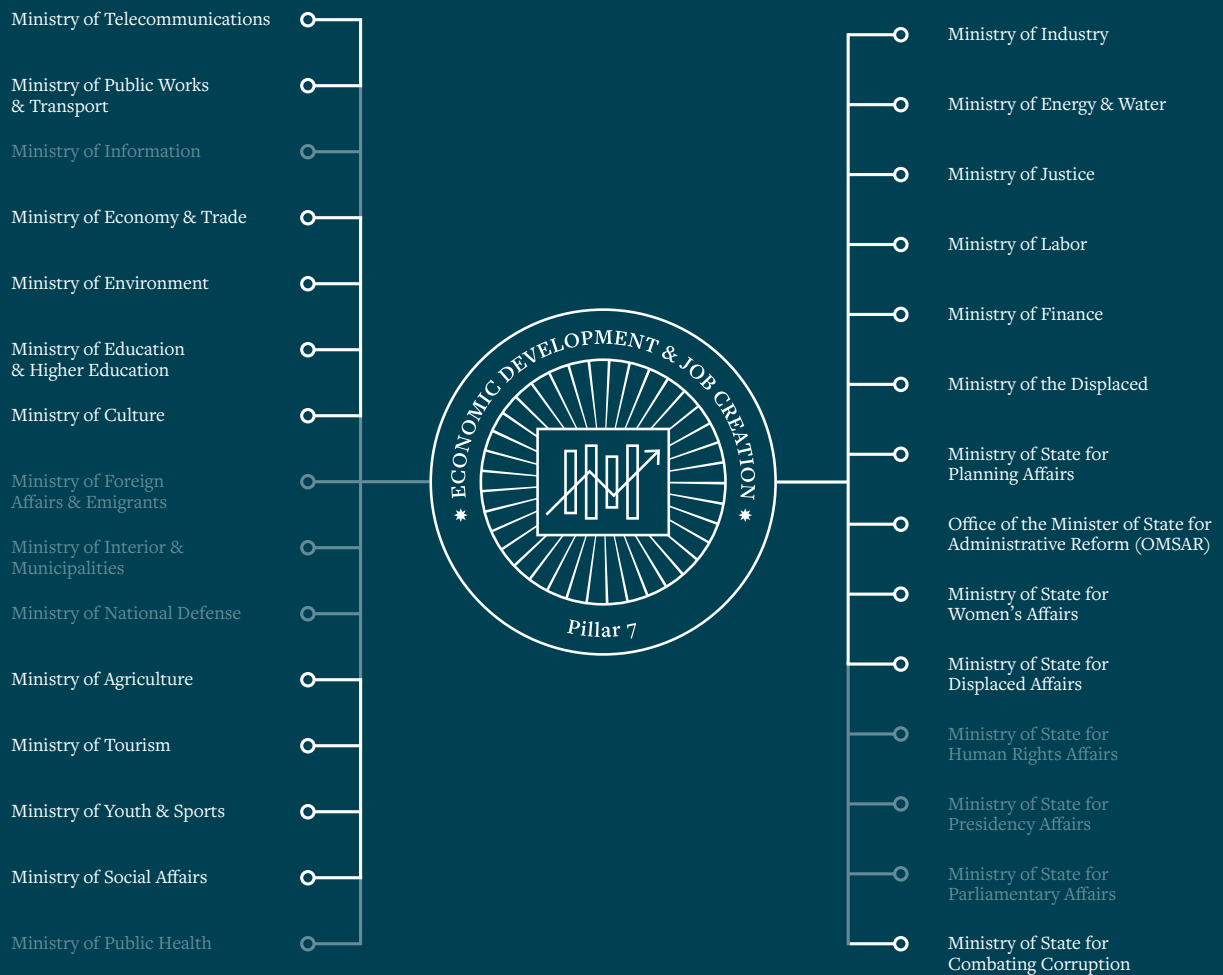 Ministry of Telecommunications
Ministry of Public Works
& Transport
Ministry of Information
Ministry of Economy & Trade
Ministry of Environment
Ministry of Education
& Higher Education
Ministry of Culture
Ministry of Foreign
Affairs & Emigrants
Ministry of Interior &
Municipalities
Ministry of National Defense
Ministry of Agriculture
Ministry of Tourism
Ministry of Youth & Sports
Ministry of Social Affairs
Ministry of Public Health
ECONOMIC DEVELOPMENT & JOB CREATION
Pillar 7
Ministry of Industry
Ministry of Energy & Water
Ministry of Justice
Ministry of Labor
Ministry of Finance
Ministry of the Displaced
Ministry of State for
Planning Affairs
Office of the Minister of State for
Administrative Reform (OMSAR)
Ministry of State for
Women's Affairs
Ministry of State for
Displaced Affairs
Ministry of State for
Human Rights Affairs
Ministry of State for
Presidency Affairs
Ministry of State for
Parliamentary Affairs
Ministry of State for
Combating Corruption